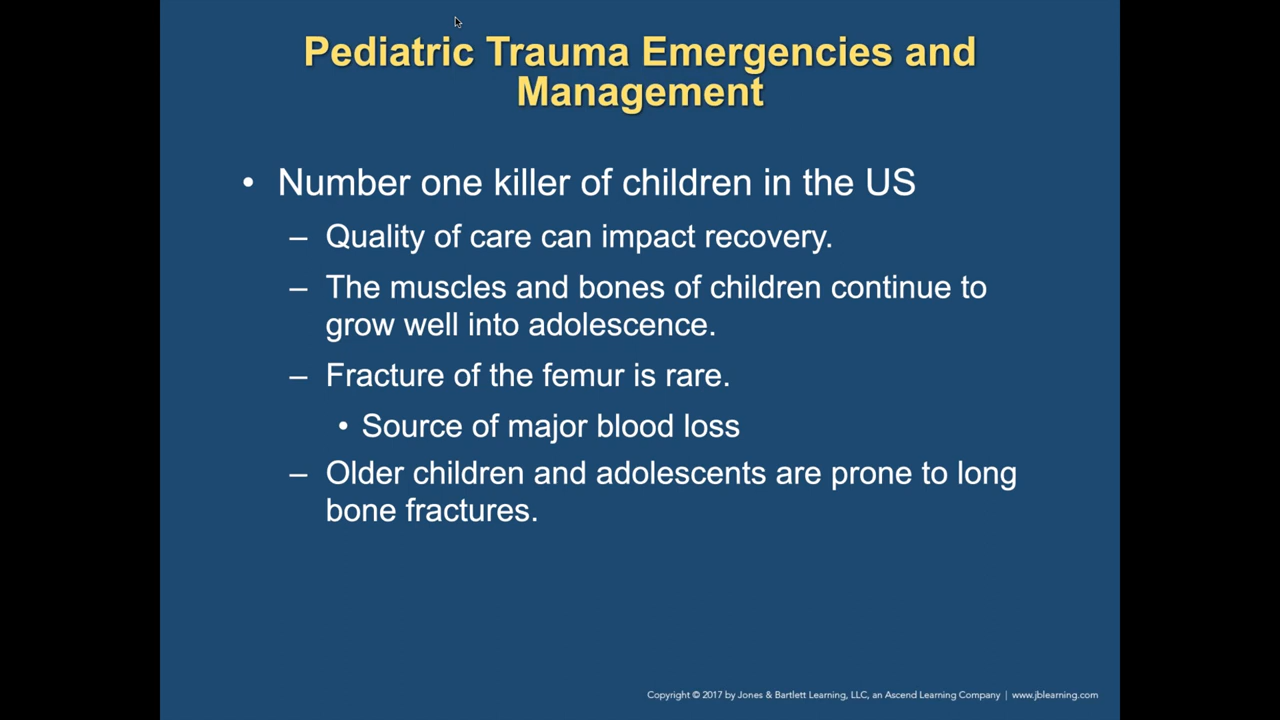 Pediatric Trauma Emergencies and
Management
• Number one killer of children in the US
– Quality of care can impact recovery.
– The muscles and bones of children continue to
grow well into adolescence.
– Fracture of the femur is rare.
• Source of major blood loss
– Older children and adolescents are prone to long
bone fractures.
Copyright © 2017 by Jones & Bartlett Learning, LLC, an Ascend Learning Company | www.jblearning.com